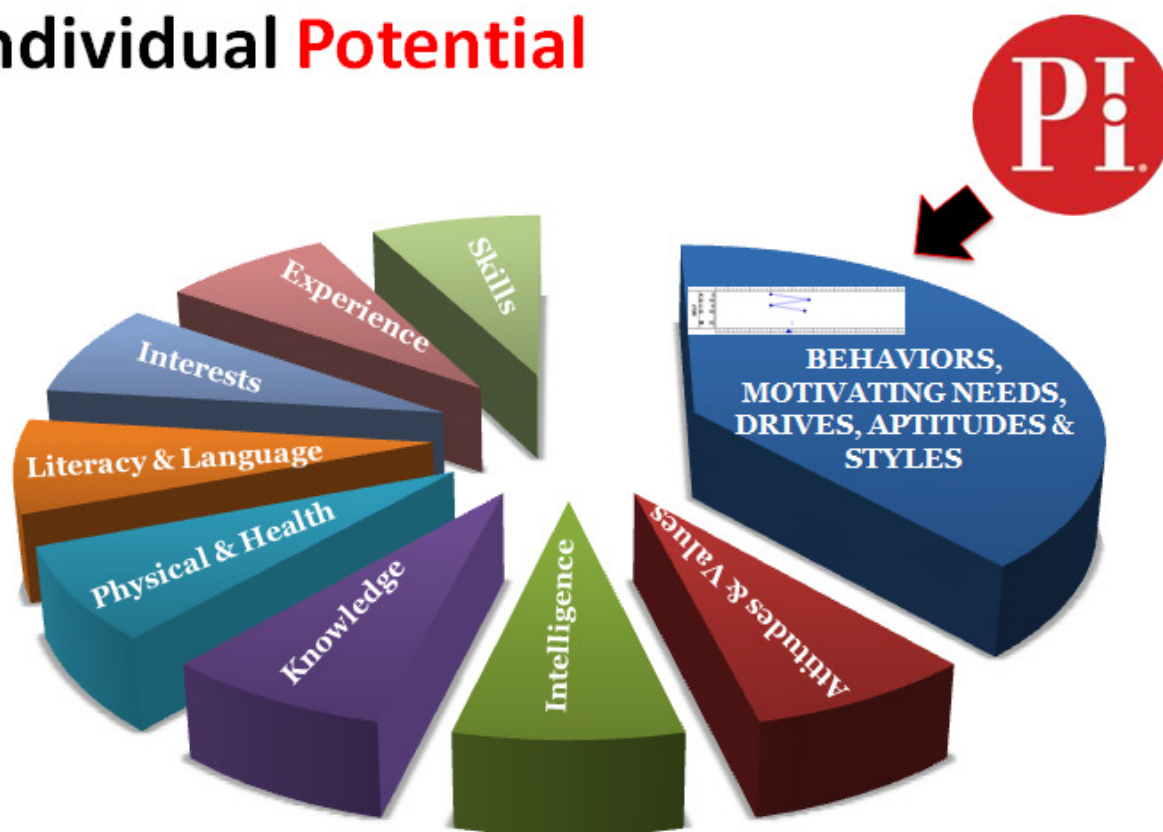 ndividual Potential
PI.
Skills
Experience
Interests
Literacy & Language
Physical & Health
Knowledge
Intelligence
Attitudes & Values
BEHAVIORS,
MOTIVATING NEEDS,
DRIVES, APTITUDES &
STYLES